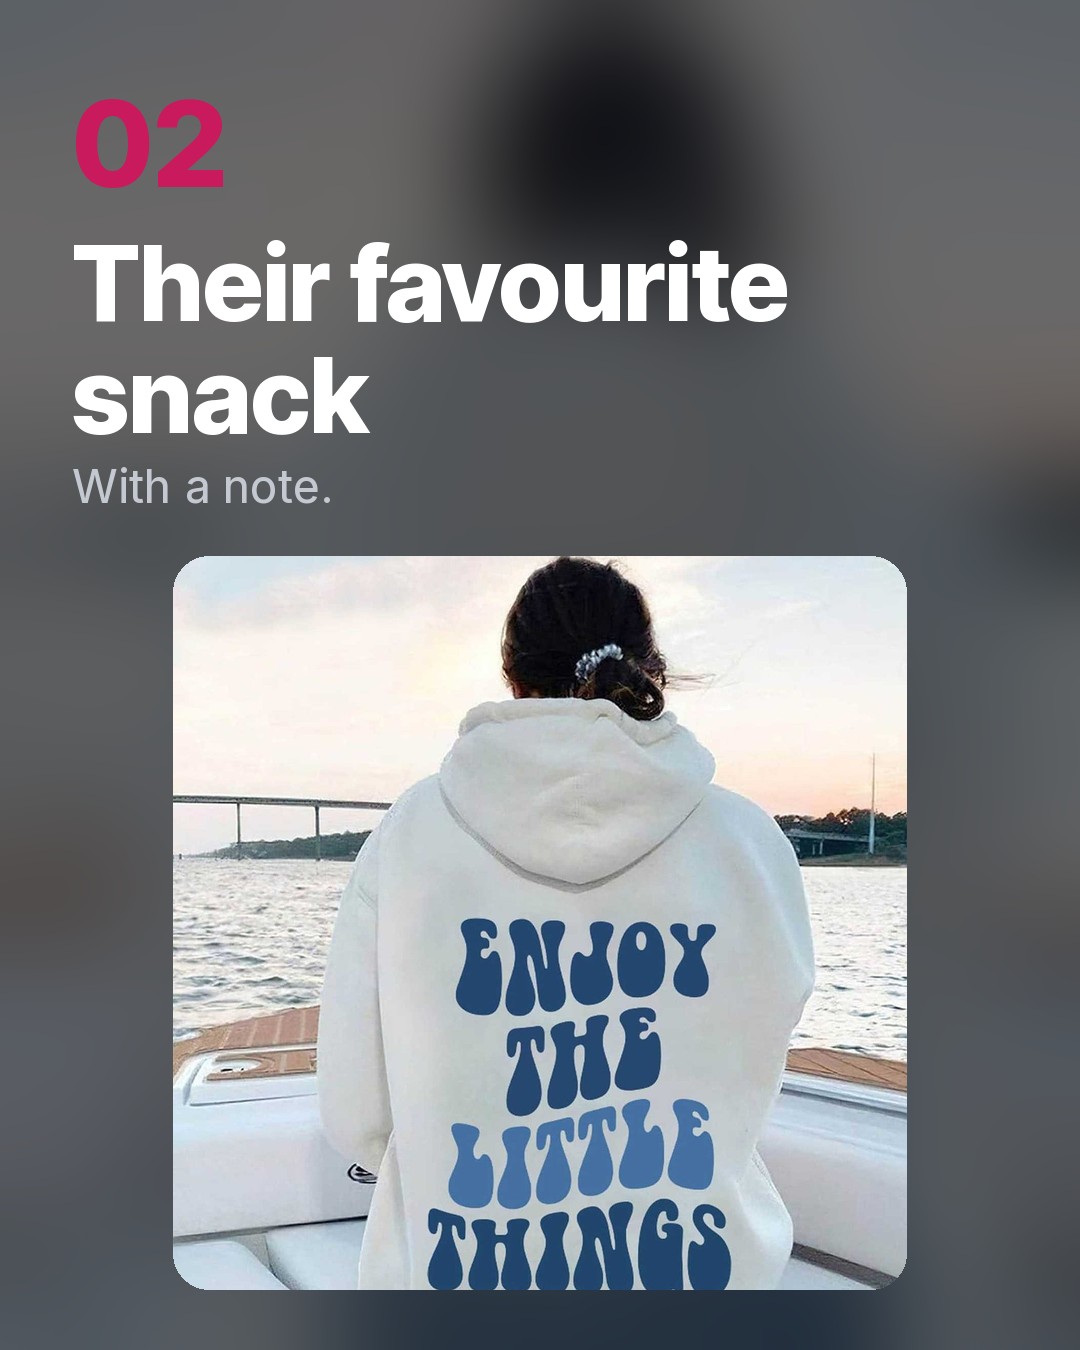 02
Their favourite
snack
With a note.
ENJOY
THE
LITTLE
THINGS